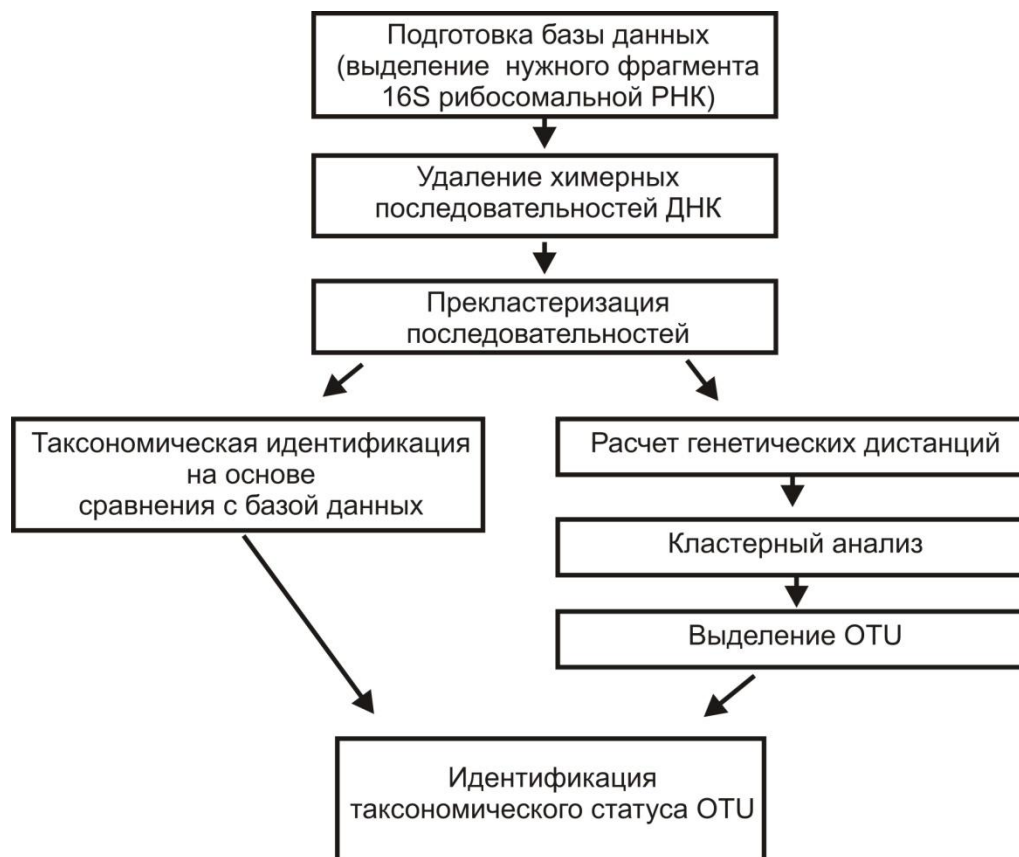 Подготовка базы данных
(выделение нужного фрагмента
16S рибосомальной РНК)
Удаление химерных
последовательностей ДНК
Прекластеризация
последовательностей
Таксономическая идентификация
на основе
сравнения с базой данных
Расчет генетических дистанций
Кластерный анализ
Выделение OTU
Идентификация
таксономического статуса OTU